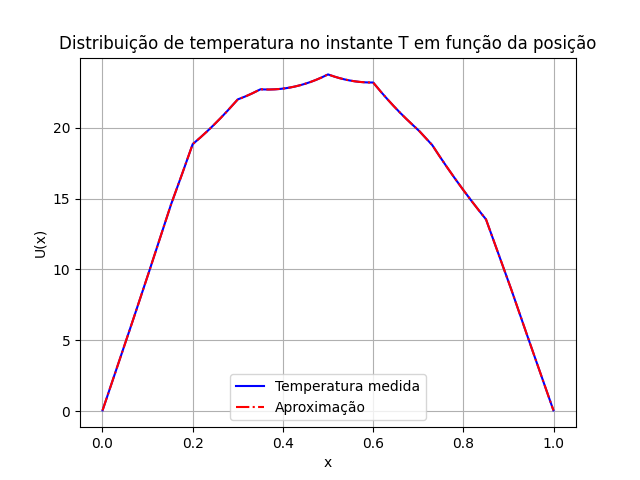 Distribuição de temperatura no instante T em função da posição
U(x)
20
15
10
5
0
0.0 0.2 0.4 0.6 0.8 1.0
x
Temperatura medida
Aproximação